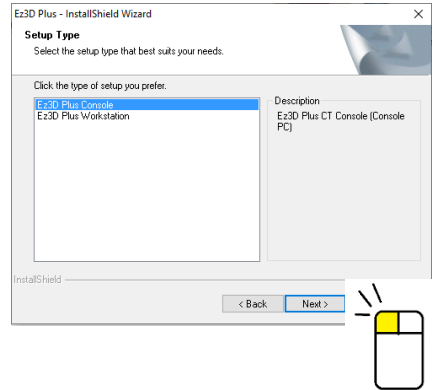 Ez3D Plus - InstallShield Wizard
Setup Type
Select the setup type that best suits your needs.
Click the type of setup you prefer.
Ez3D Plus Console
Ez3D Plus Workstation
Description
Ez3D Plus CT Console (Console
PC)
InstallShield
< Back
Next >